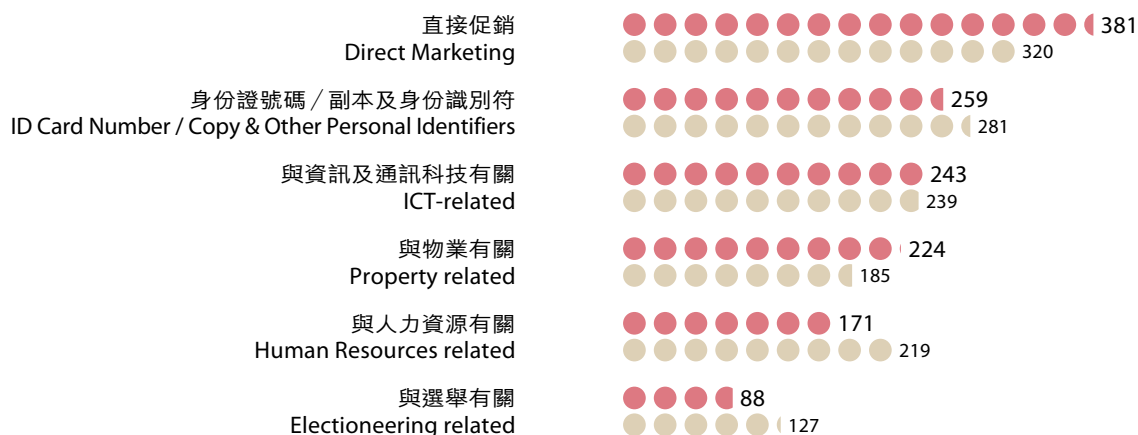 直接促銷
381
Direct Marketing
320
身份證號碼／副本及身份識別符
259
ID Card Number / Copy & Other Personal Identifiers
281
與資訊及通訊科技有關
243
ICT-related
239
與物業有關
224
Property related
185
與人力資源有關
171
Human Resources related
219
與選舉有關
88
Electioneering related
127